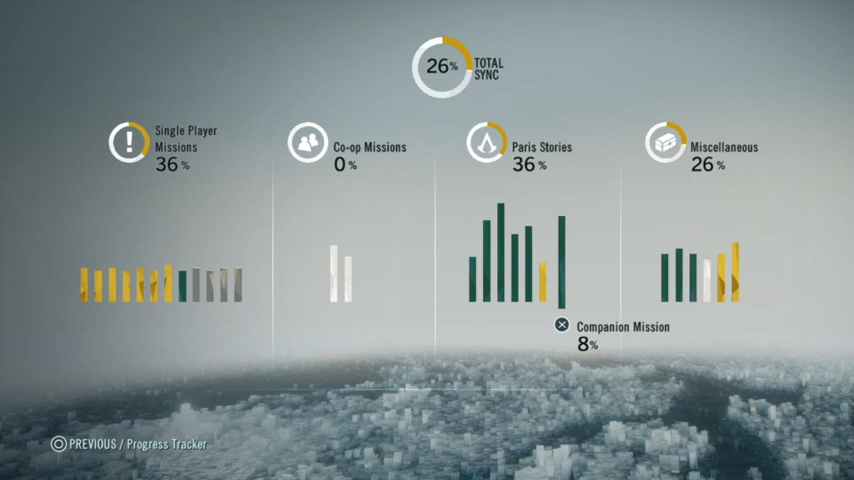 26%
TOTAL
SYNC
Single Player
Missions
36%
Co-op Missions
0%
Paris Stories
36%
Miscellaneous
26%
Companion Mission
8%
PREVIOUS / Progress Tracker